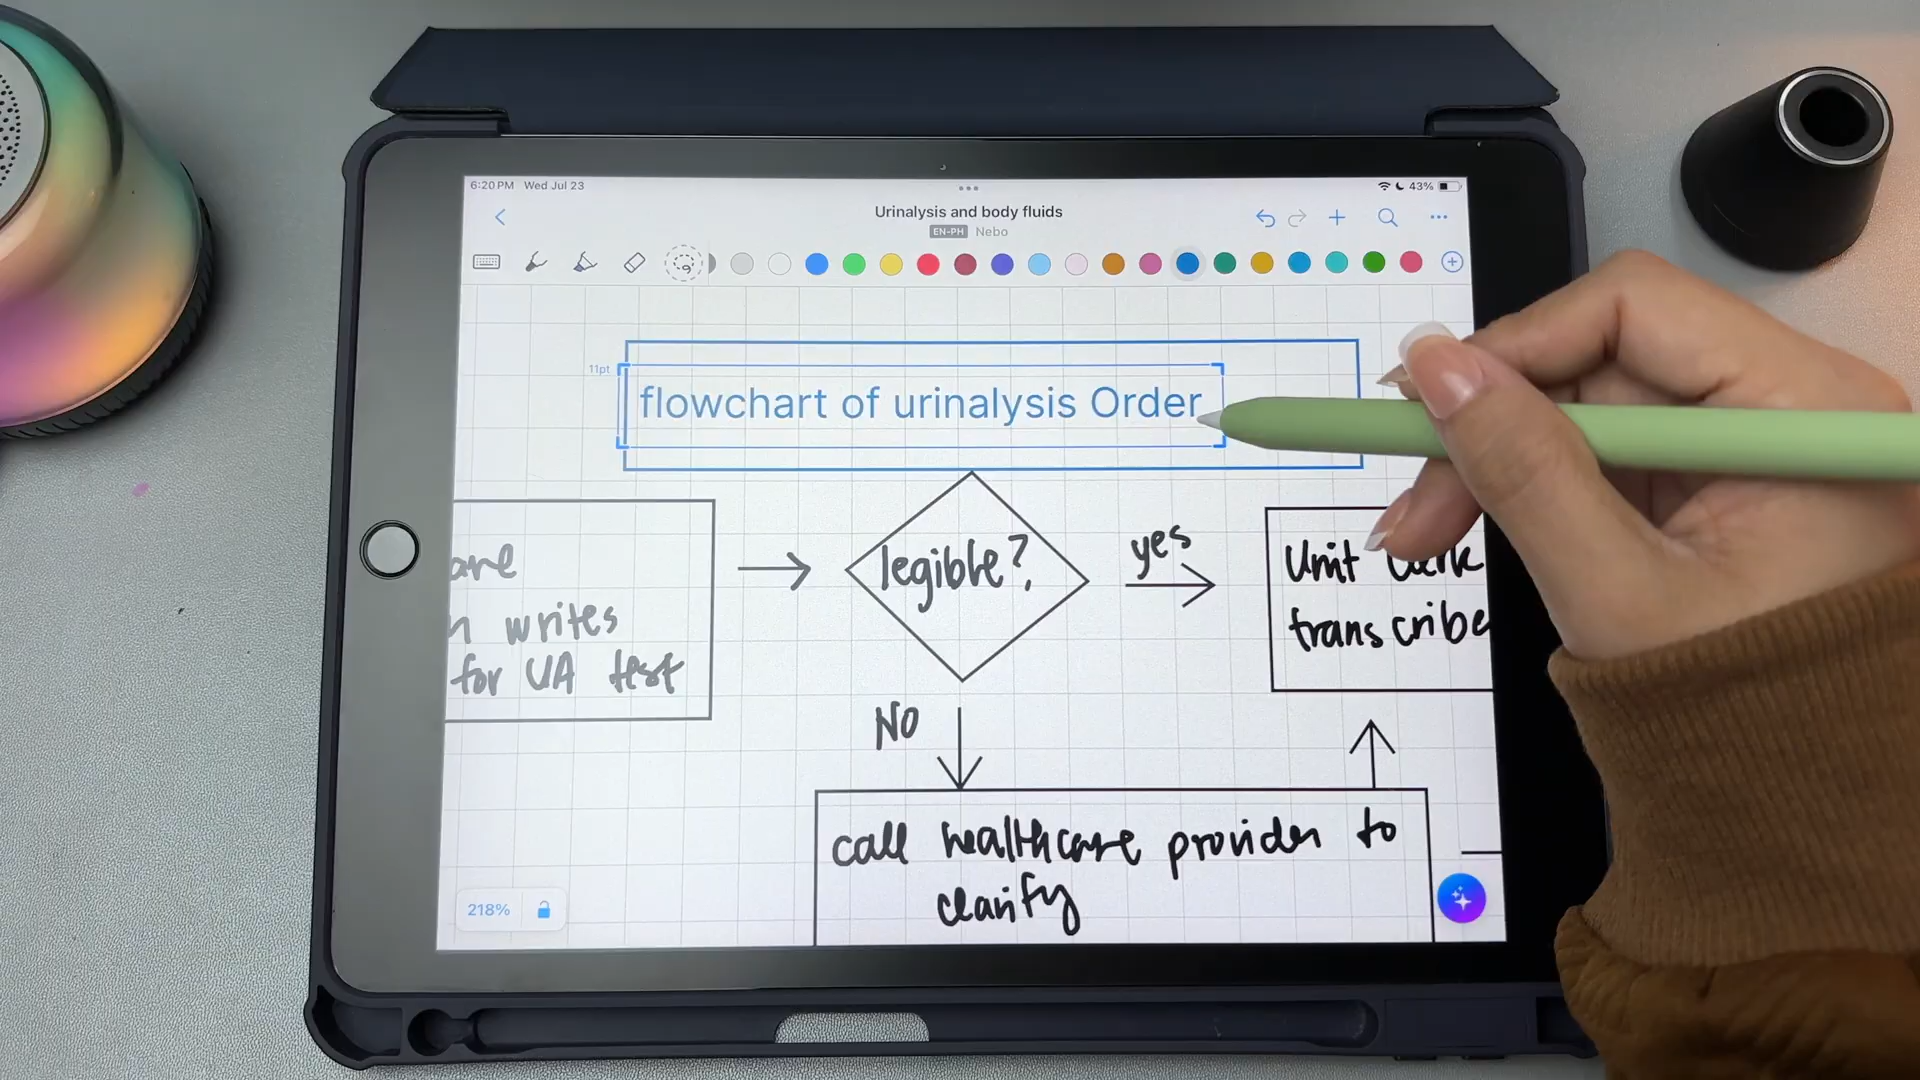 6:20 PM Wed Jul 23
43%
Urinalysis and body fluids
EN-PH Nebo
11pt
flowchart of urinalysis Order
are
writes
for UA test
legible?
yes
Unit clerk
transcribe
NO
call healthcare provider to
clarify
218%